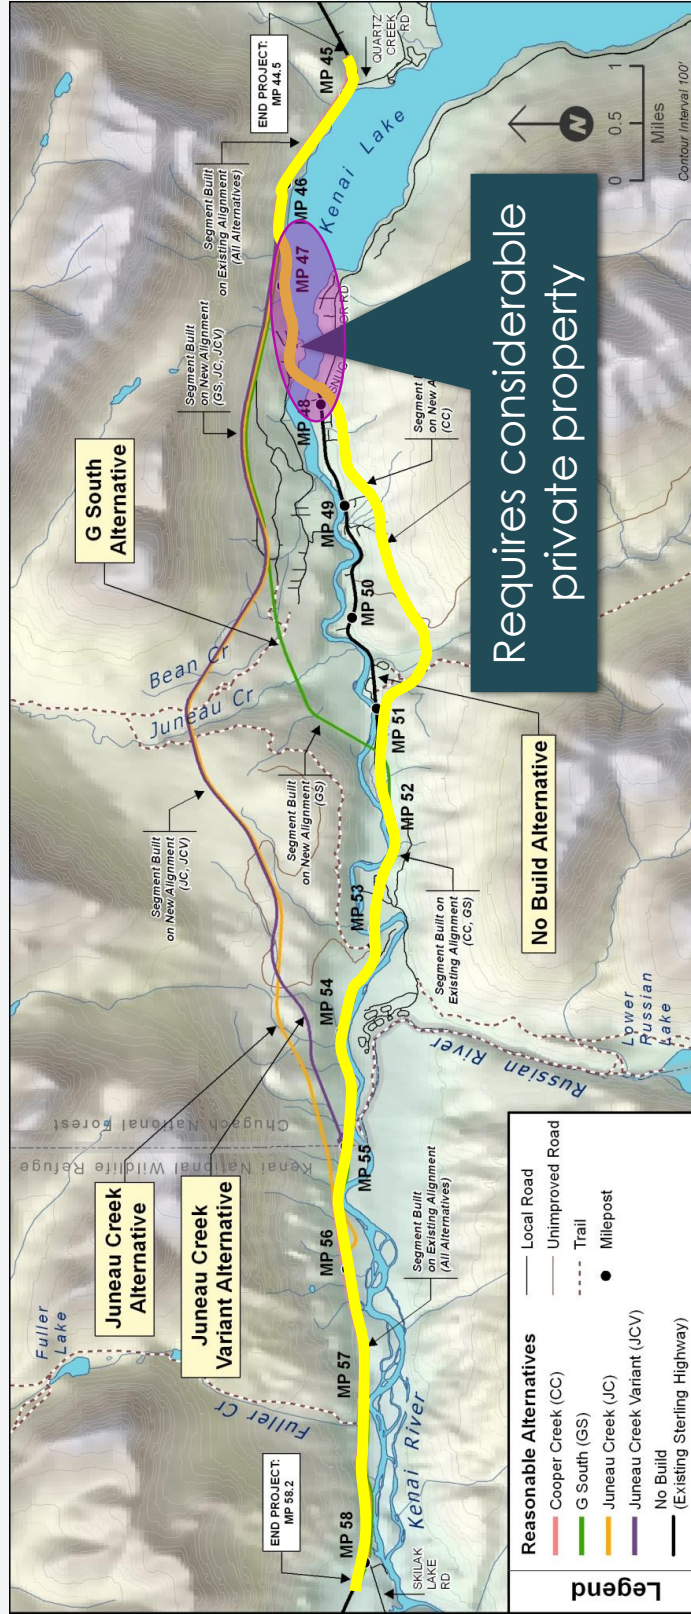 END PROJECT:
MP 44.5
MP 45
QUARTZ
CREEK
RD
Segment Built
on Existing Alignment
(All Alternatives)
MP 46
Kenai Lake
MP 47
Segment Built
on New Alignment
(GS, JC, JCV)
MP 48
SNUG
CR RD
G South
Alternative
MP 49
Segment
on New A
(CC)
MP 50
Bean Cr
Juneau Cr
MP 51
Segment Built
on New Alignment
(GS)
MP 52
No Build Alternative
Segment Built
on New Alignment
(JC, JCV)
MP 53
Segment Built on
Existing Alignment
(CC, GS)
MP 54
Russian River
Lower
Russian
Lake
Chugach National Forest
Kenai National Wildlife Refuge
MP 55
Juneau Creek
Alternative
Juneau Creek
Variant Alternative
MP 56
Segment Built
on Existing Alignment
(All Alternatives)
MP 57
Fuller
Lake
Fuller Cr
Kenai River
END PROJECT:
MP 58.2
MP 58
SKILAK
LAKE
RD
Requires considerable
private property
N
0 0.5 1
Miles
Contour Interval 100'
Legend
Reasonable Alternatives
Cooper Creek (CC)
G South (GS)
Juneau Creek (JC)
Juneau Creek Variant (JCV)
No Build
(Existing Sterling Highway)
Local Road
Unimproved Road
Trail
Milepost